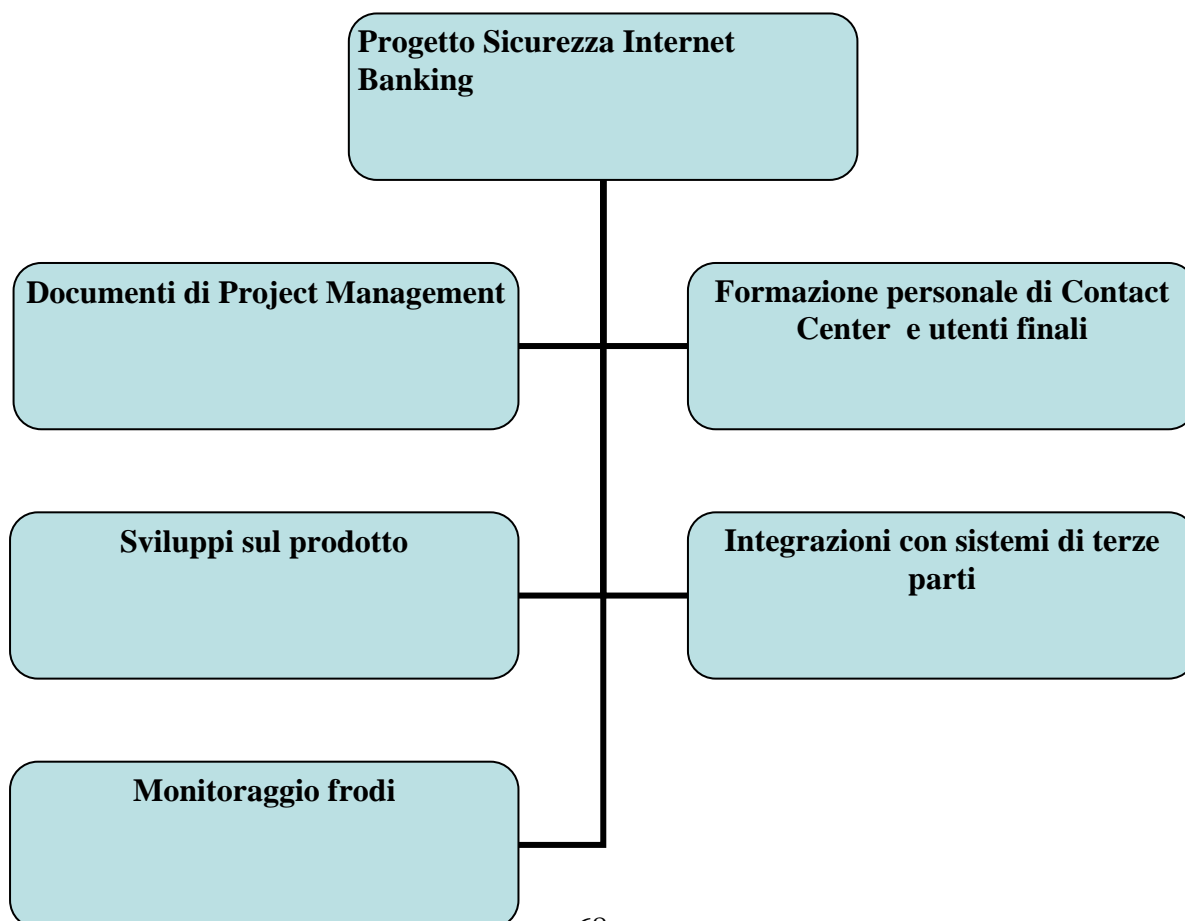 Progetto Sicurezza Internet
Banking
Documenti di Project Management
Formazione personale di Contact
Center e utenti finali
Sviluppi sul prodotto
Integrazioni con sistemi di terze
parti
Monitoraggio frodi